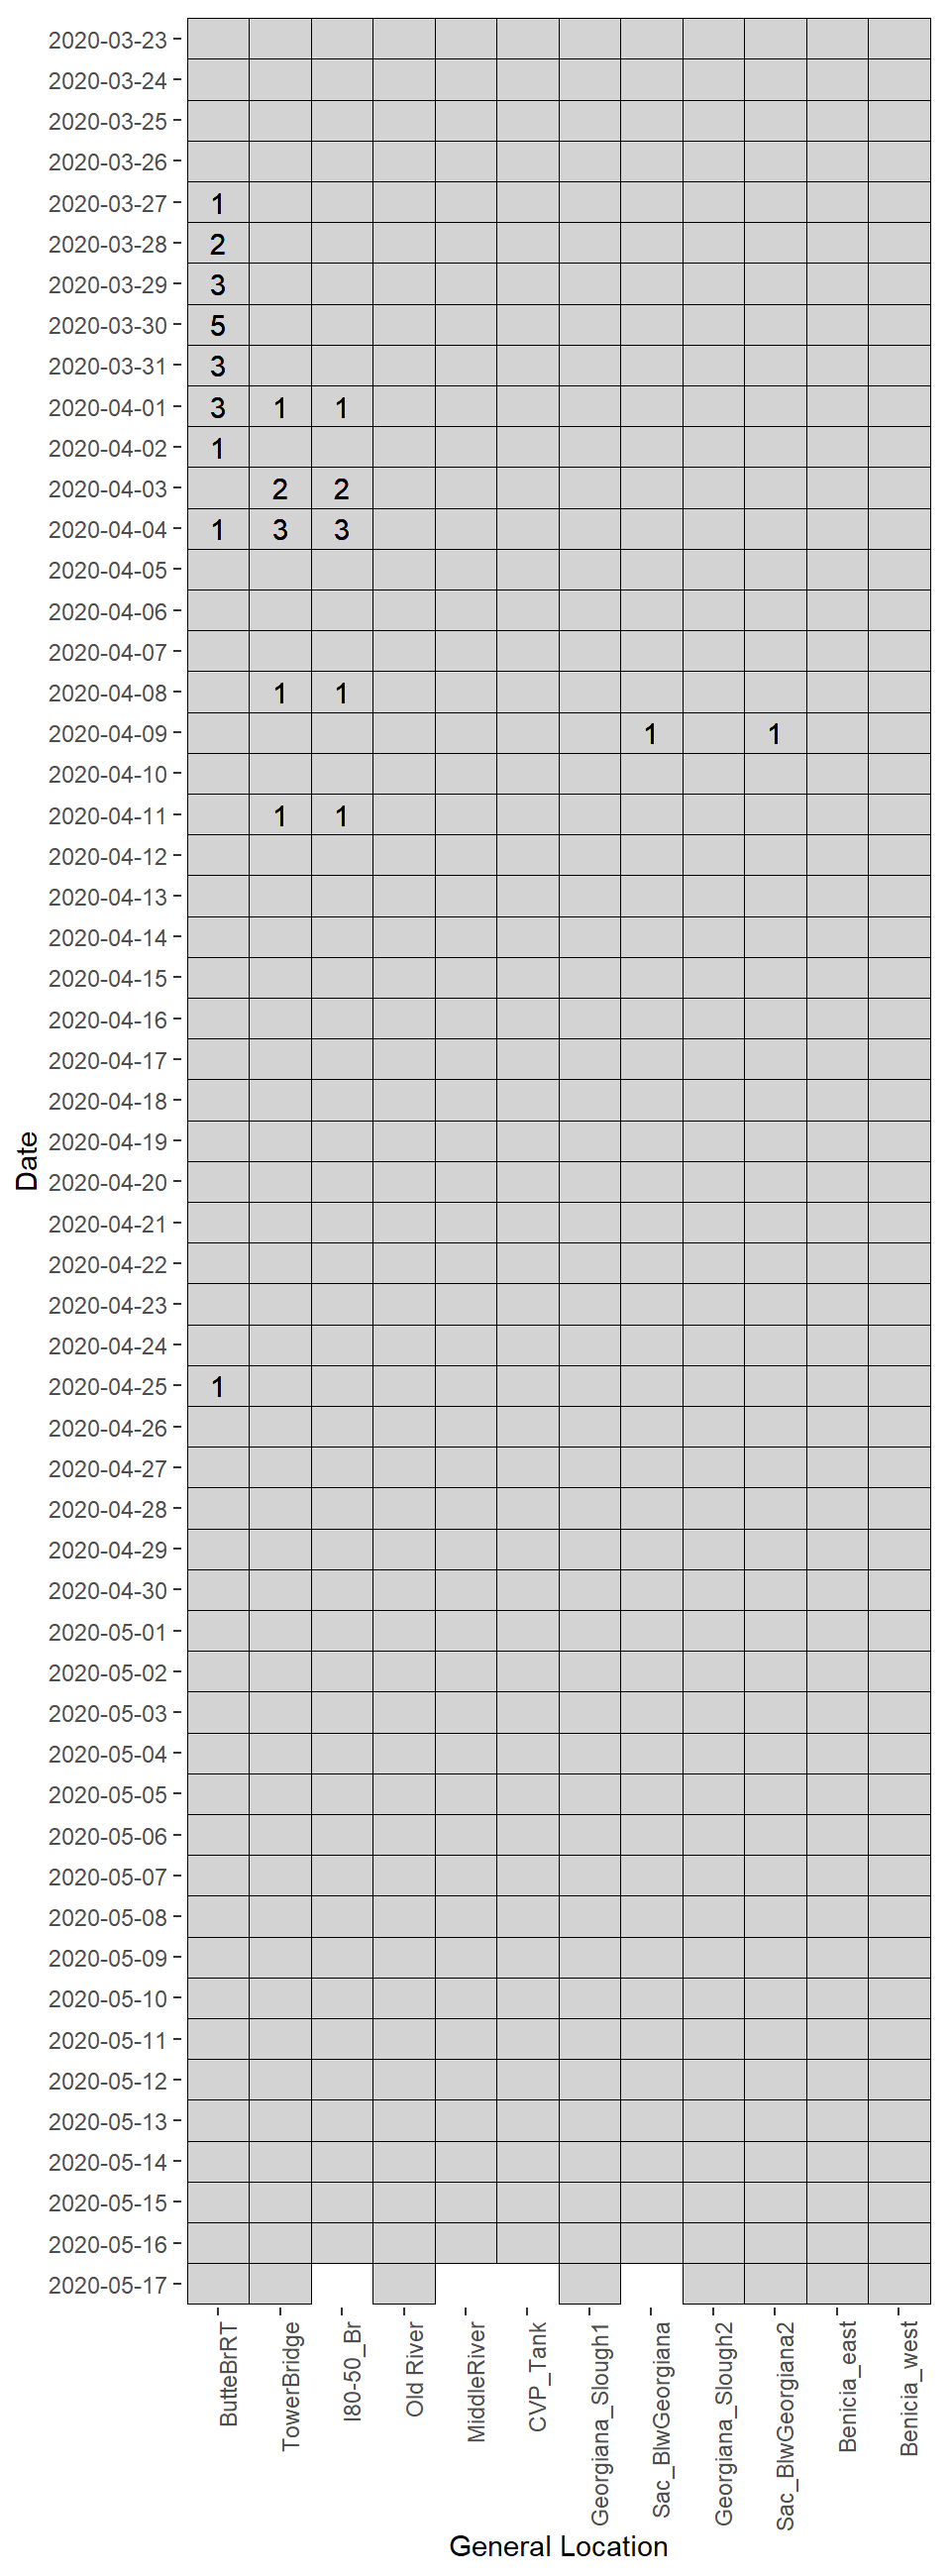 2020-03-23
2020-03-24
2020-03-25
2020-03-26
2020-03-27 1
2020-03-28 2
2020-03-29 3
2020-03-30 5
2020-03-31 3
2020-04-01 3 1 1
2020-04-02 1
2020-04-03 2 2
2020-04-04 1 3 3
2020-04-05
2020-04-06
2020-04-07
2020-04-08 1 1
2020-04-09 1 1
2020-04-10
2020-04-11 1 1
2020-04-12
2020-04-13
2020-04-14
2020-04-15
2020-04-16
2020-04-17
2020-04-18
2020-04-19
2020-04-20
2020-04-21
2020-04-22
2020-04-23
2020-04-24
2020-04-25 1
2020-04-26
2020-04-27
2020-04-28
2020-04-29
2020-04-30
2020-05-01
2020-05-02
2020-05-03
2020-05-04
2020-05-05
2020-05-06
2020-05-07
2020-05-08
2020-05-09
2020-05-10
2020-05-11
2020-05-12
2020-05-13
2020-05-14
2020-05-15
2020-05-16
2020-05-17
Date
ButteBrRT
TowerBridge
I80-50_Br
Old River
MiddleRiver
CVP_Tank
Georgiana_Slough1
Sac_BlwGeorgiana
Georgiana_Slough2
Sac_BlwGeorgiana2
Benicia_east
Benicia_west
General Location